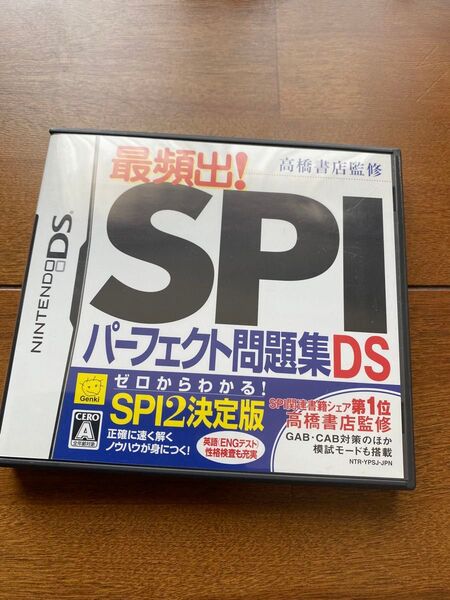 NINTENDO DS
最頻出!
高橋書店監修
SPI
パーフェクト問題集DS
Genki
ゼロからわかる!
SPI2決定版
正確に速く解く
ノウハウが身につく!
英語(ENGテスト)
性格検査も充実
SPI関連書籍シェア第1位
高橋書店監修
GAB・CAB対策のほか
模試モードも搭載
NTR-YPSJ-JPN
CERO
A
全年齢対象